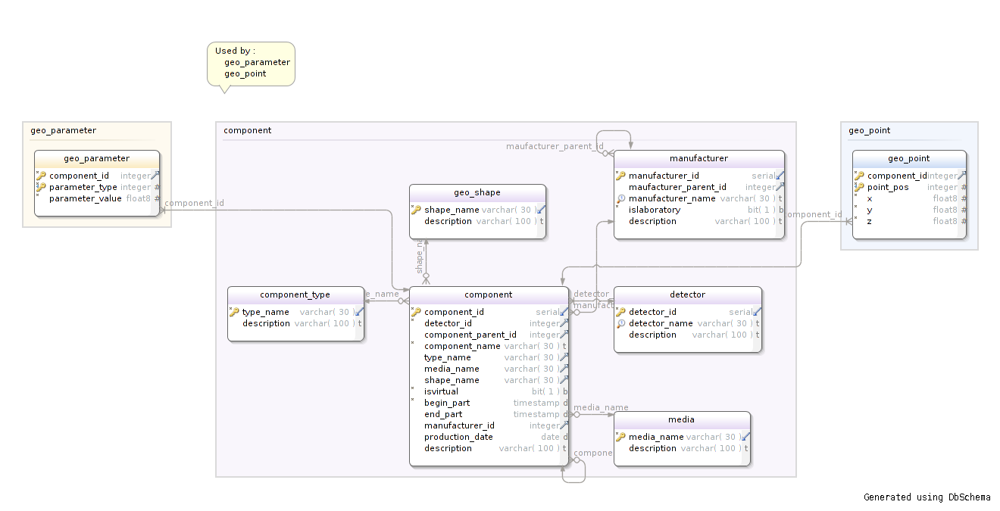 Used by :
geo_parameter
geo_point
geo_parameter
geo_parameter
component_id integer
parameter_type integer #
parameter_value float8 #
component_id
component
maufacturer_parent_id
manufacturer
manufacturer_id serial
maufacturer_parent_id integer
manufacturer_name varchar( 30 ) t
islaboratory bit( 1 ) b
description varchar( 100 ) t
geo_shape
shape_name varchar( 30 )
description varchar( 100 ) t
shape_na
geo_point
geo_point
component_id integer
point_pos integer #
x float8 #
y float8 #
z float8 #
omponent_id
component_type
type_name varchar( 30 )
description varchar( 100 ) t
e_name
component
component_id serial
detector_id integer
component_parent_id integer
component_name varchar( 30 ) t
type_name varchar( 30 )
media_name varchar( 30 )
shape_name varchar( 30 )
isvirtual bit( 1 ) b
begin_part timestamp d
end_part timestamp d
manufacturer_id integer
production_date date d
description varchar( 100 ) t
detector
manufact
detector
detector_id serial
detector_name varchar( 30 ) t
description varchar( 100 ) t
media_name
media
media_name varchar( 30 )
description varchar( 100 ) t
compone
Generated using DbSchema